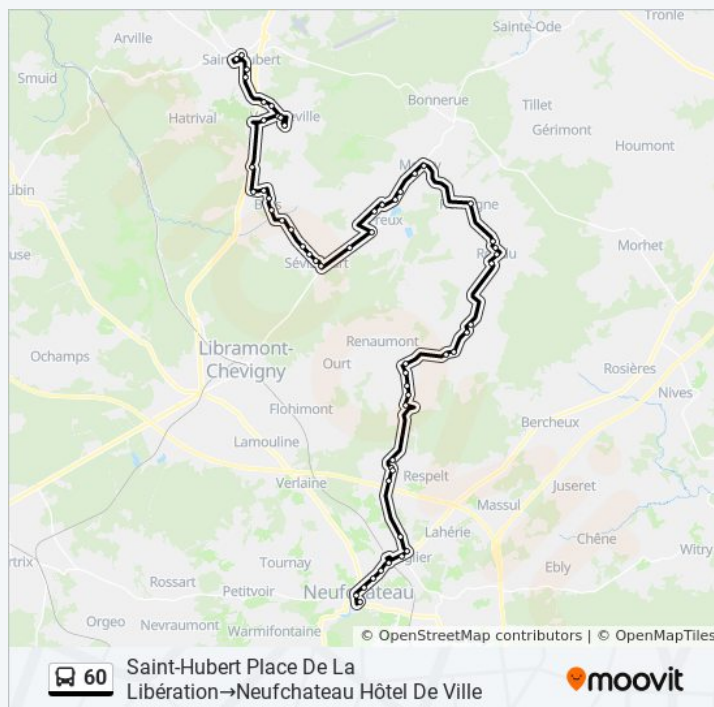 Tronle
Arville
Sainte-Ode
Smuid
Bonnerue
Tillet
Hatrival
Gérimont
Houmont
Morhet
Renaumont
Ourt
Libramont-
Chevigny
Ochamps
Rosières
Nives
Flohimont
Bercheux
Lamouline
Respelt
Juseret
Verlaine
Massul
Lahérie
Chêne
Witry
Tournay
Ebly
Rossart
Petitvoir
Neufchâteau
Orgeo
Nevraumont
Warmifontaine
© OpenStreetMap contributors | © OpenMapTiles
60
Saint-Hubert Place De La
Libération→Neufchateau Hôtel De Ville
moovit